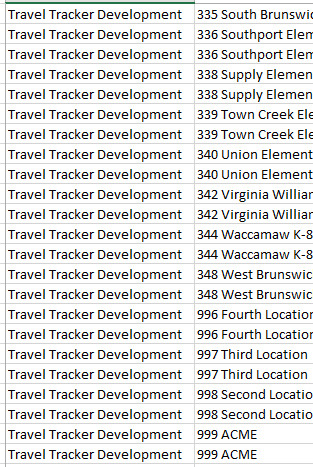 Travel Tracker Development 335 South Brunswic
Travel Tracker Development 336 Southport Elem
Travel Tracker Development 336 Southport Elem
Travel Tracker Development 338 Supply Elemen
Travel Tracker Development 338 Supply Elemen
Travel Tracker Development 339 Town Creek Ele
Travel Tracker Development 339 Town Creek Ele
Travel Tracker Development 340 Union Element
Travel Tracker Development 340 Union Element
Travel Tracker Development 342 Virginia Williar
Travel Tracker Development 342 Virginia Williar
Travel Tracker Development 344 Waccamaw K-8
Travel Tracker Development 344 Waccamaw K-8
Travel Tracker Development 348 West Brunswic
Travel Tracker Development 348 West Brunswic
Travel Tracker Development 996 Fourth Location
Travel Tracker Development 996 Fourth Location
Travel Tracker Development 997 Third Location
Travel Tracker Development 997 Third Location
Travel Tracker Development 998 Second Locatio
Travel Tracker Development 998 Second Locatio
Travel Tracker Development 999 ACME
Travel Tracker Development 999 ACME